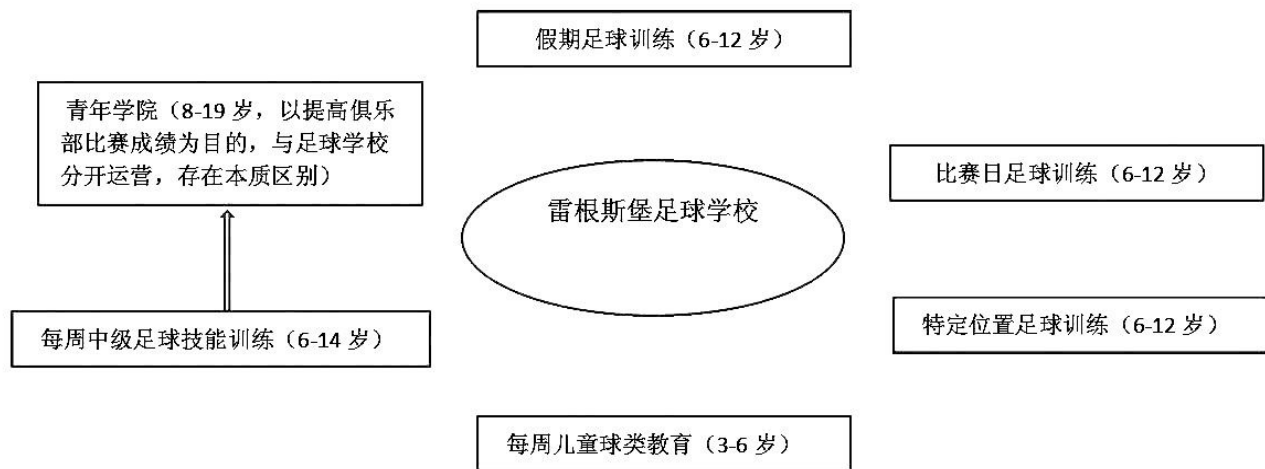 假期足球训练（6-12 岁）
青年学院（8-19 岁，以提高俱乐
部比赛成绩为目的，与足球学校
分开运营，存在本质区别）
比赛日足球训练（6-12 岁）
雷根斯堡足球学校
每周中级足球技能训练（6-14 岁）
特定位置足球训练（6-12 岁）
每周儿童球类教育（3-6 岁）